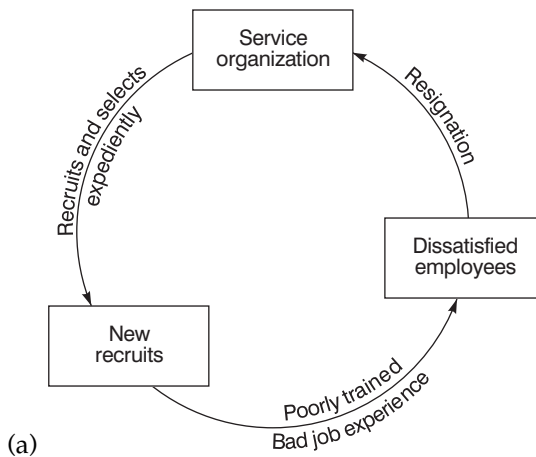 Service
organization
Recruits and selects
expediently
Resignation
Dissatisfied
employees
New
recruits
Poorly trained
Bad job experience
(a)